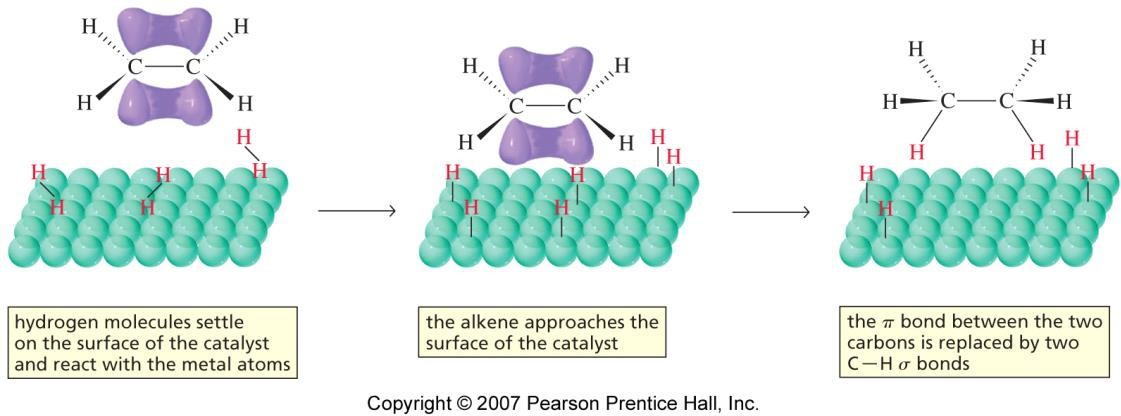 H H
C—C
H H
H
H H H
H H
H H
C—C
H H H
H H H
H H
H H
H C—C H
H H H
H H
H
hydrogen molecules settle
on the surface of the catalyst
and react with the metal atoms
the alkene approaches the
surface of the catalyst
the π bond between the two
carbons is replaced by two
C—H σ bonds
Copyright © 2007 Pearson Prentice Hall, Inc.